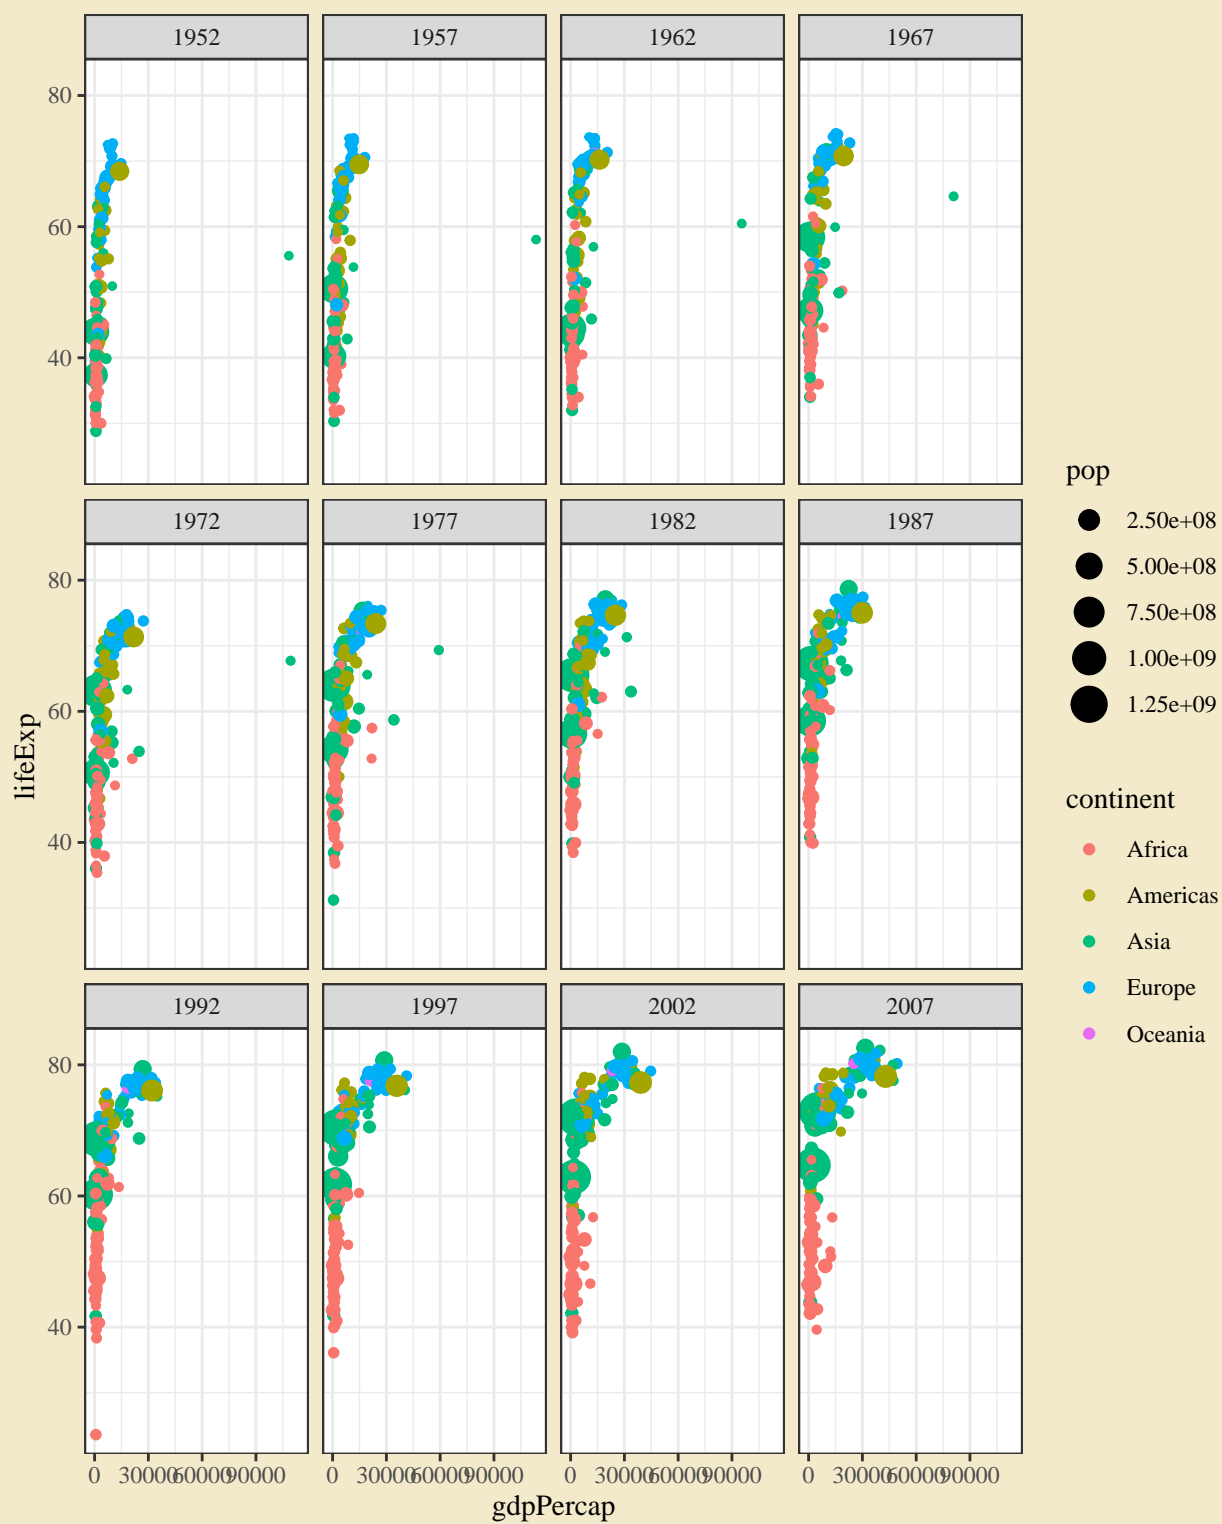 1952 1957 1962 1967
80
60
40
1972 1977 1982 1987
80
60
40
1992 1997 2002 2007
80
60
40
0 30000 60000 90000 0 30000 60000 90000 0 30000 60000 90000 0 30000 60000 90000
gdpPercap
lifeExp
pop
2.50e+08
5.00e+08
7.50e+08
1.00e+09
1.25e+09
continent
Africa
Americas
Asia
Europe
Oceania